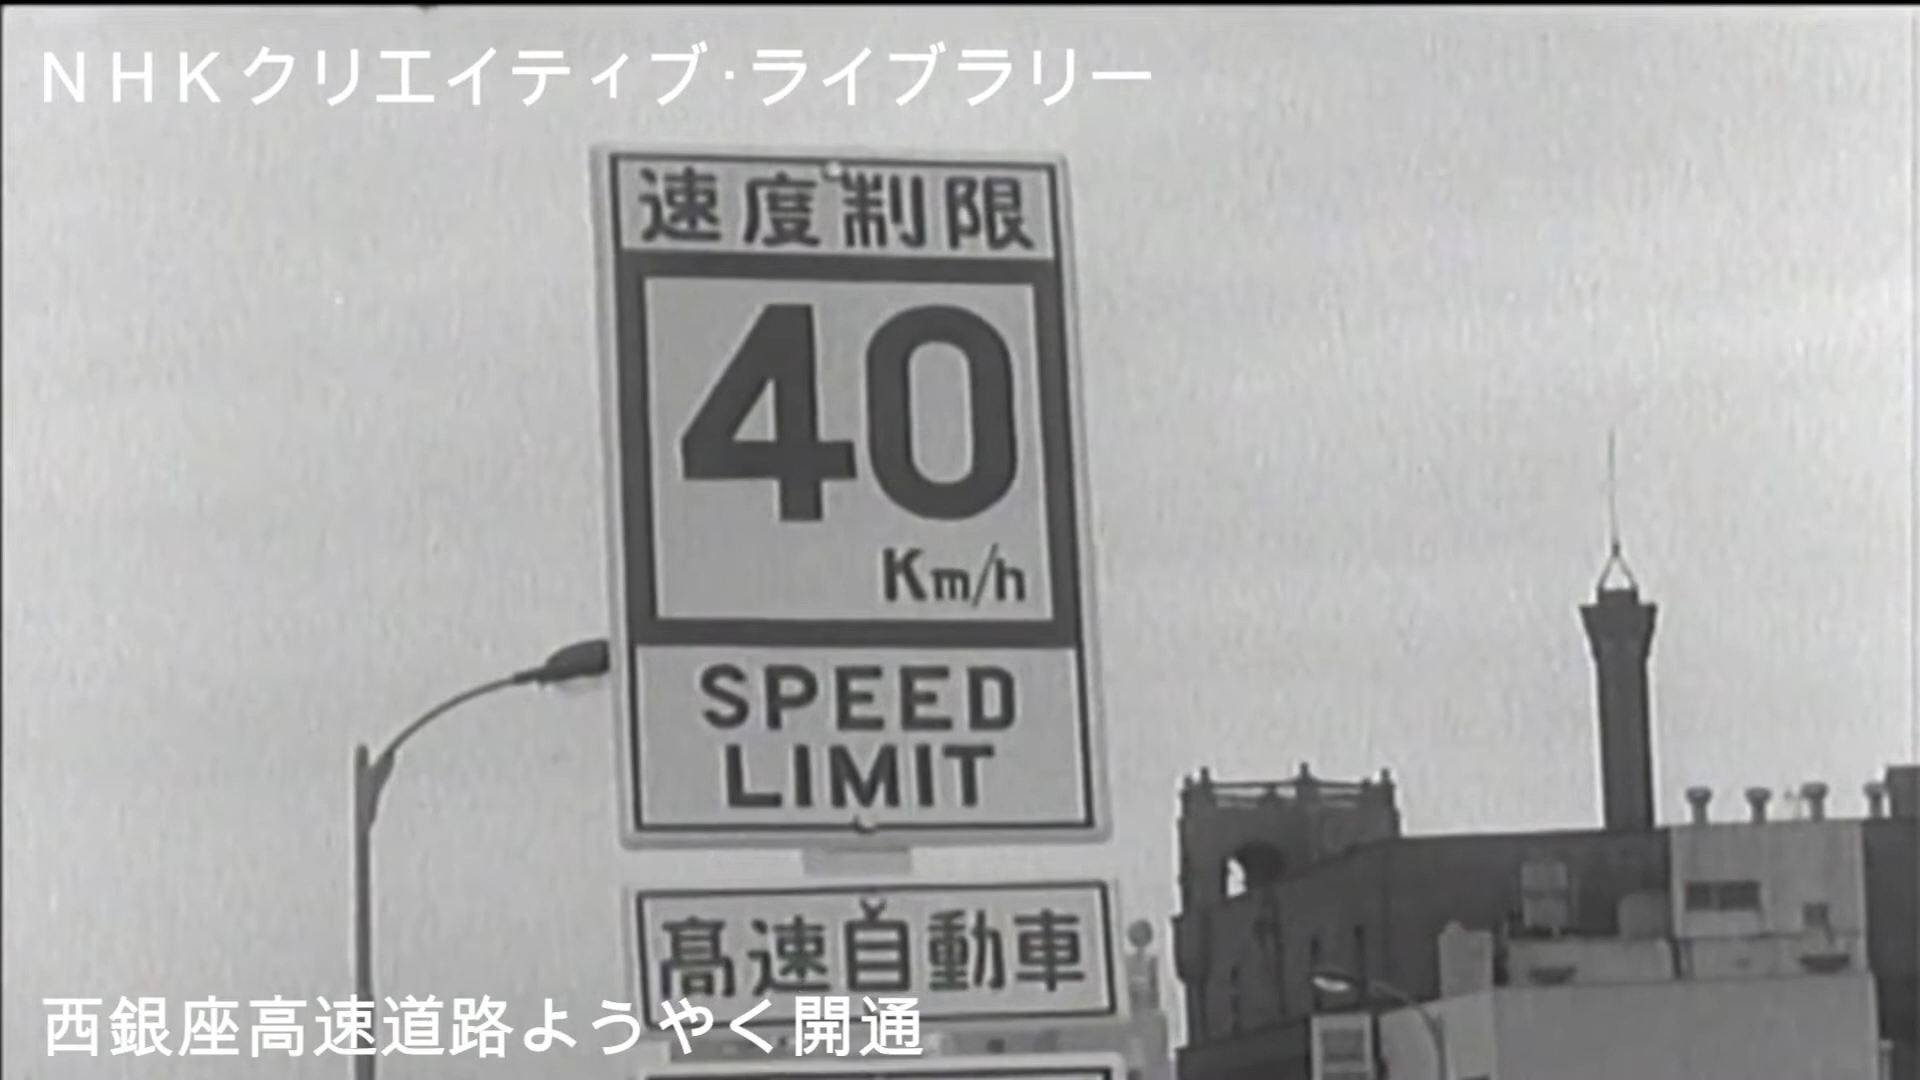 ＮＨＫクリエイティブ・ライブラリー
速度制限
40
Km/h
SPEED
LIMIT
髙速自動車
西銀座高速道路ようやく開通